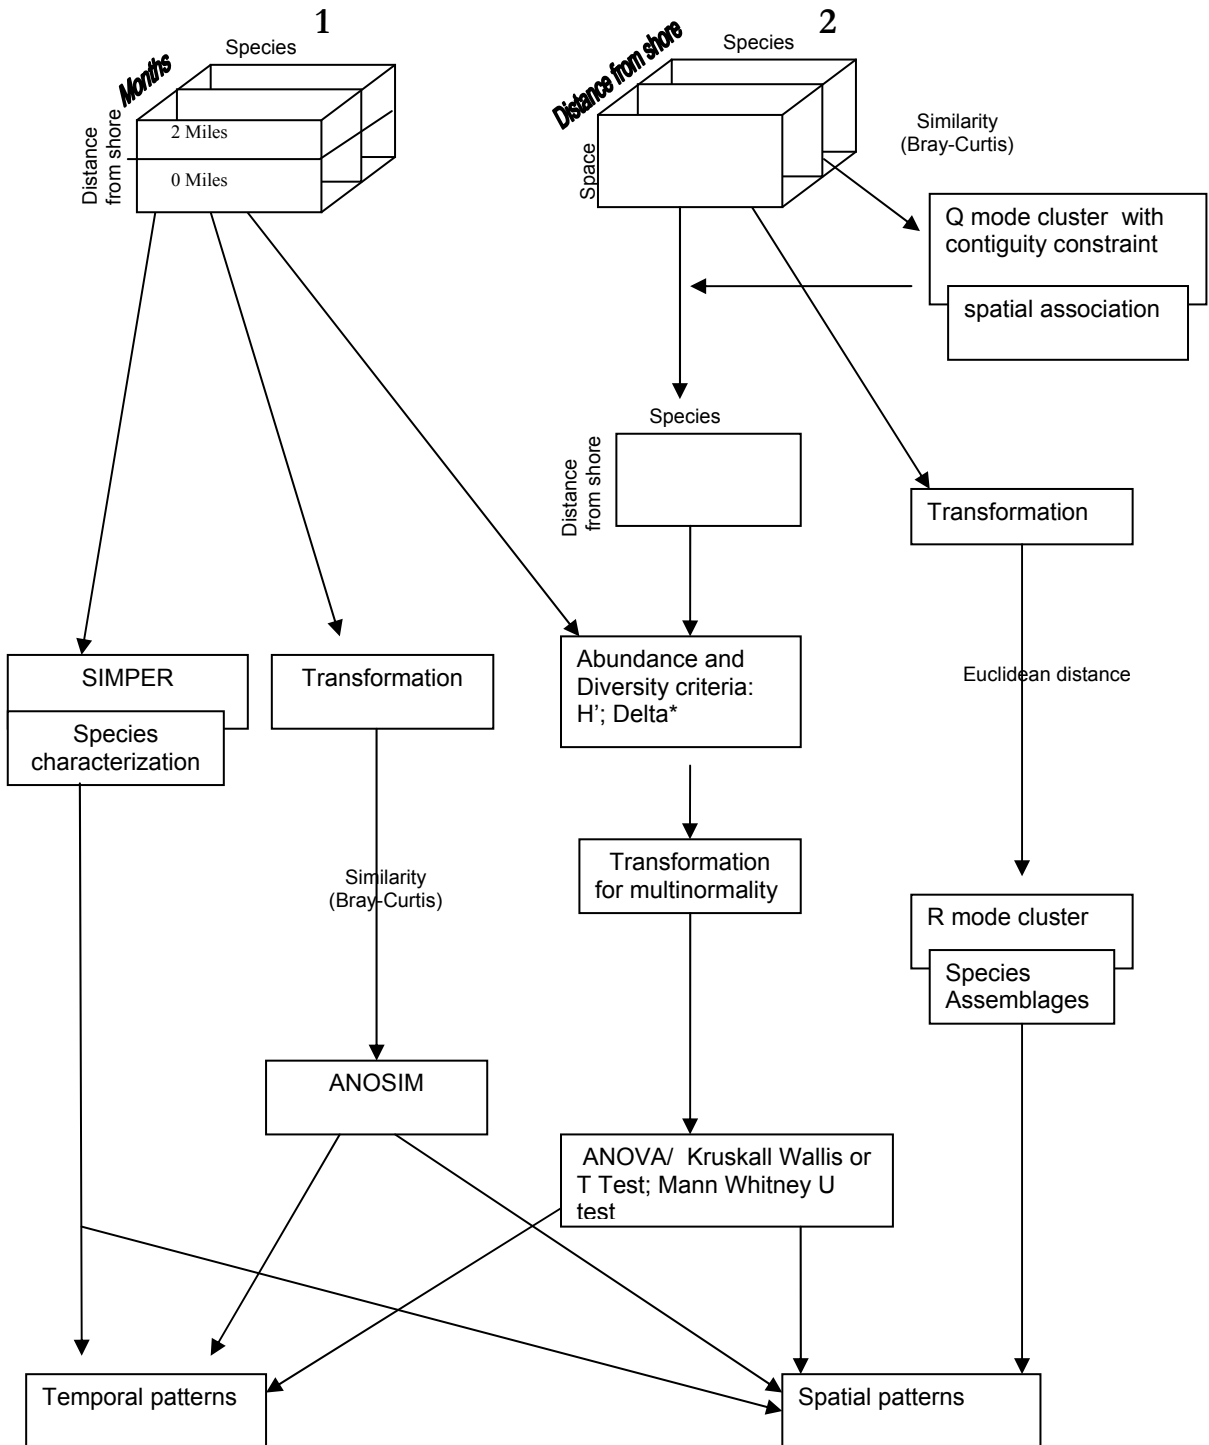 1
2
Species
Months
Distance
from shore
2 Miles
0 Miles
Species
Distance from shore
Space
Similarity
(Bray-Curtis)
Q mode cluster with
contiguity constraint
spatial association
Species
Distance
from shore
Transformation
SIMPER
Species
characterization
Transformation
Abundance and
Diversity criteria:
H'; Delta*
Euclidean distance
Transformation
for multinormality
Similarity
(Bray-Curtis)
R mode cluster
Species
Assemblages
ANOSIM
ANOVA/ Kruskall Wallis or
T Test; Mann Whitney U
test
Temporal patterns
Spatial patterns